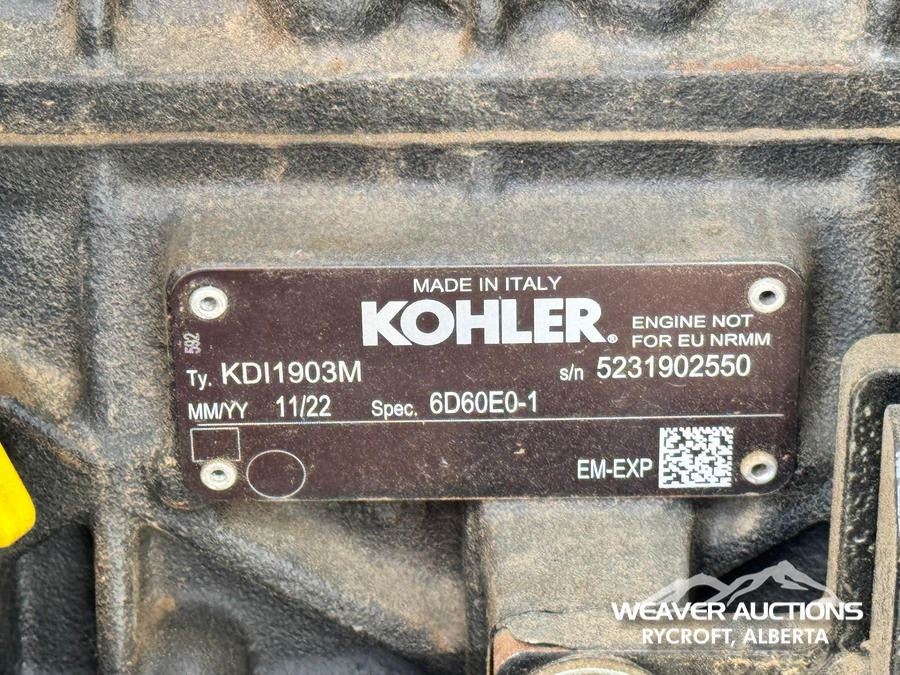 MADE IN ITALY
KOHLER®
ENGINE NOT
FOR EU NRMM
592
Ty. KDI1903M
s/n 5231902550
MM/YY 11/22 Spec. 6D60E0-1
EM-EXP
WEAVER AUCTIONS
RYCROFT, ALBERTA